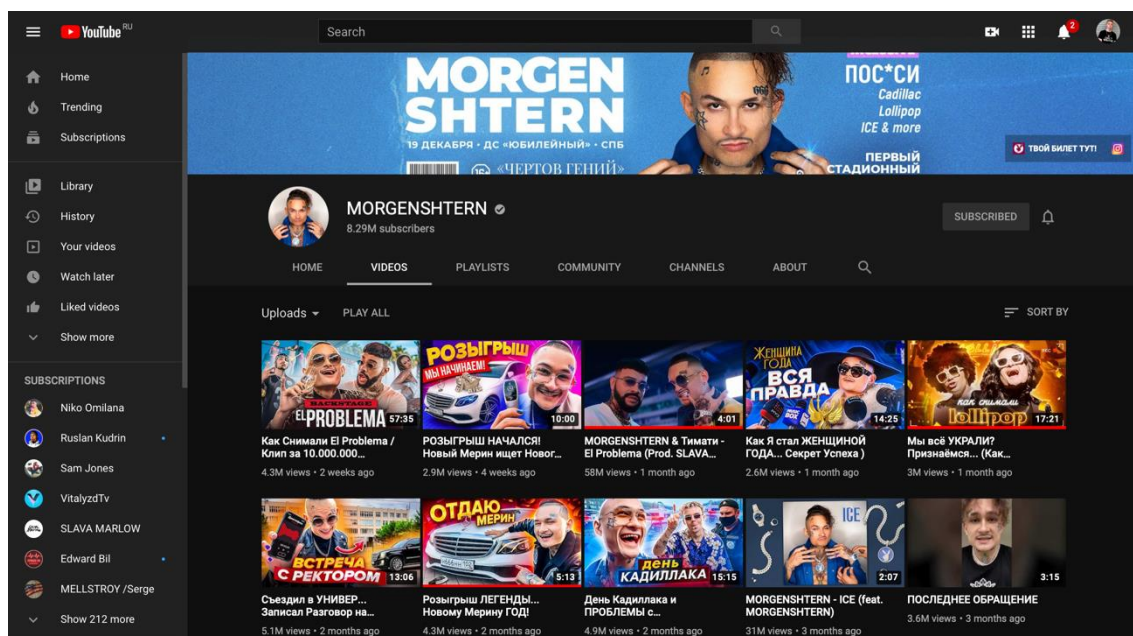 YouTube RU
Search
2
Home
Trending
Subscriptions
Library
History
Your videos
Watch later
Liked videos
Show more
SUBSCRIPTIONS
Niko Omilana
Ruslan Kudrin
Sam Jones
VitalyzdTv
SLAVA MARLOW
Edward Bil
MELLSTROY /Serge
Show 212 more
MORGEN
SHTERN
19 ДЕКАБРЯ • ДС «ЮБИЛЕЙНЫЙ» • СПБ
«ЧЕРТОВ ГЕНИЙ»
666
ПОС*СИ
Cadillac
Lollipop
ICE & more
ПЕРВЫЙ
СТАДИОННЫЙ
ТВОЙ БИЛЕТ ТУТ!
MORGENSHTERN
8.29M subscribers
SUBSCRIBED
HOME VIDEOS PLAYLISTS COMMUNITY CHANNELS ABOUT
Uploads PLAY ALL
SORT BY
BACKSTAGE
EL PROBLEMA
57:35
Как Снимали El Problema /
Клип за 10.000.000...
4.3M views • 2 weeks ago
РОЗЫГРЫШ
МЫ НАЧИНАЕМ!
10:00
РОЗЫГРЫШ НАЧАЛСЯ!
Новый Мерин ищет Новог...
2.9M views • 4 weeks ago
4:01
MORGENSHTERN & Тимати -
El Problema (Prod. SLAVA...
58M views • 1 month ago
ЖЕНЩИНА
ГОДА
ВСЯ
ПРАВДА
14:25
Как Я стал ЖЕНЩИНОЙ
ГОДА... Секрет Успеха )
2.6M views • 1 month ago
как снимали
lollipop
17:21
Мы всё УКРАЛИ?
Признаёмся... (Как...
3M views • 1 month ago
ВСТРЕЧА
С РЕКТОРОМ
13:06
Съездил в УНИВЕР...
Записал Разговор на...
5.1M views • 2 months ago
ОТДАЮ
МЕРИН
5:13
Розыгрыш ЛЕГЕНДЫ...
Новому Мерину ГОД!
4.3M views • 2 months ago
день
КАДИЛЛАКА
15:15
День Кадиллака и
ПРОБЛЕМЫ с...
4.9M views • 2 months ago
ICE
2:07
MORGENSHTERN - ICE (feat.
MORGENSHTERN)
31M views • 3 months ago
3:15
ПОСЛЕДНЕЕ ОБРАЩЕНИЕ
3.6M views • 3 months ago